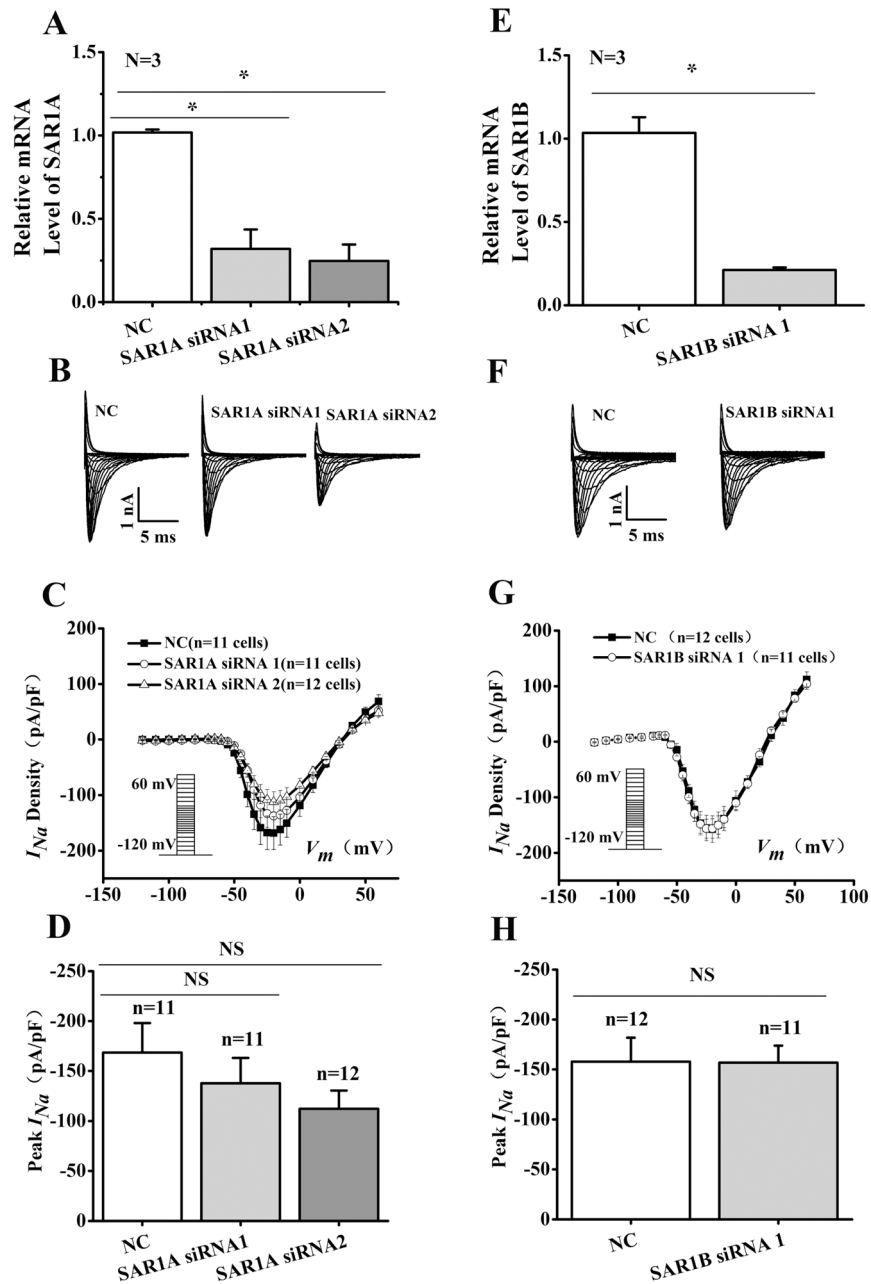 A
N=3
*
*
Relative mRNA
Level of SAR1A
1.5
1.0
0.5
0.0
NC
SAR1A siRNA1
SAR1A siRNA2
E
N=3
*
Relative mRNA
Level of SAR1B
1.5
1.0
0.5
0.0
NC
SAR1B siRNA 1
B
NC
SAR1A siRNA1
SAR1A siRNA2
1 nA
5 ms
F
NC
SAR1B siRNA1
1 nA
5 ms
C
NC(n=11 cells)
SAR1A siRNA 1(n=11 cells)
SAR1A siRNA 2(n=12 cells)
INa Density（pA/pF）
200
100
0
-100
-200
60 mV
-120 mV
Vm（mV）
-150
-100
-50
0
50
G
NC （n=12 cells）
SAR1B siRNA 1（n=11 cells）
INa Density（pA/pF）
200
100
0
-100
-200
60 mV
-120 mV
Vm（mV）
-150
-100
-50
0
50
100
D
NS
NS
n=11
n=11
n=12
Peak INa（pA/pF）
-250
-200
-150
-100
-50
0
NC
SAR1A siRNA1
SAR1A siRNA2
H
NS
n=12
n=11
Peak INa（pA/pF）
-250
-200
-150
-100
-50
0
NC
SAR1B siRNA 1